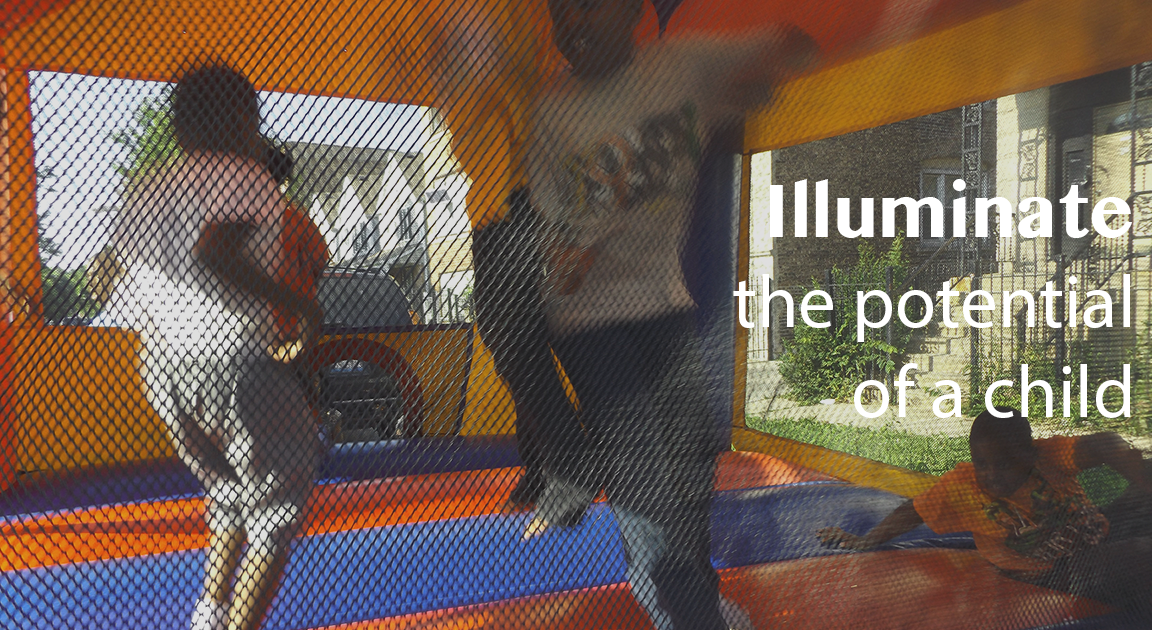 Illuminate
the potential
of a child